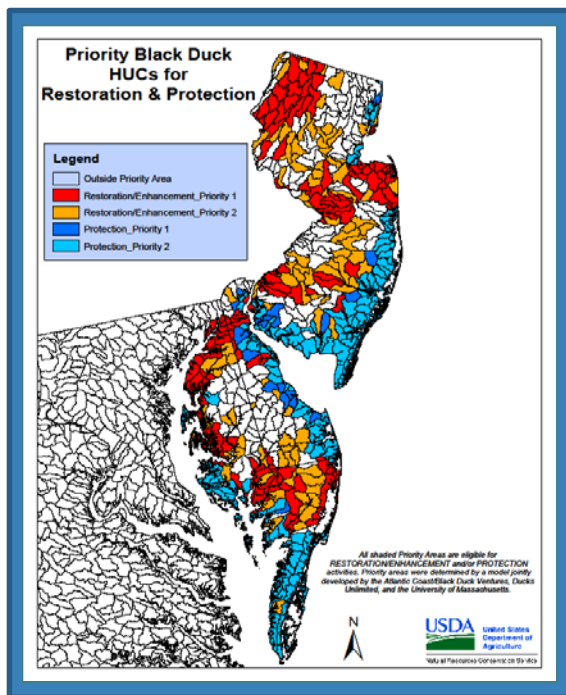 Priority Black Duck
HUCs for
Restoration & Protection
Legend
Outside Priority Area
Restoration/Enhancement_Priority 1
Restoration/Enhancement_Priority 2
Protection_Priority 1
Protection_Priority 2
All shaded Priority Areas are eligible for
RESTORATION/ENHANCEMENT and/or PROTECTION
activities. Priority areas were determined by a model jointly
developed by the Atlantic Coast/Black Duck Ventures, Ducks
Unlimited, and the University of Massachusetts.
N
USDA
United States
Department of
Agriculture
Natural Resources Conservation Service